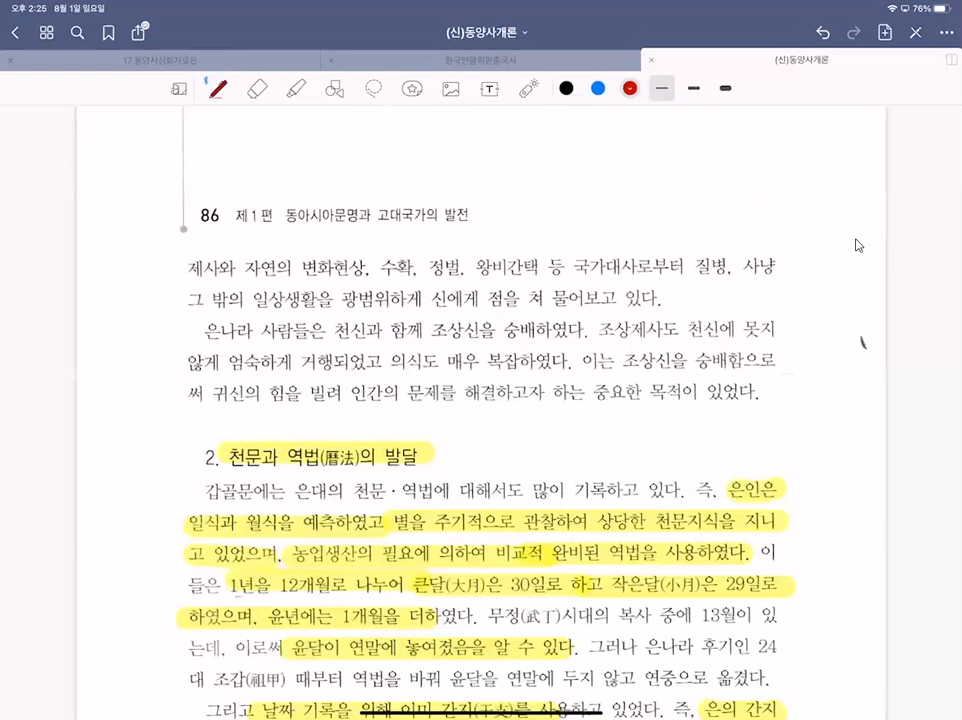 오후 2:25 8월 1일 일요일
76%
(신)동양사개론
17.동양사심화자료편
한국인을위한중국사
(신)동양사개론
86 제1편 동아시아문명과 고대국가의 발전
제사와 자연의 변화현상, 수확, 정벌, 왕비간택 등 국가대사로부터 질병, 사냥
그 밖의 일상생활을 광범위하게 신에게 점을 쳐 물어보고 있다.
은나라 사람들은 천신과 함께 조상신을 숭배하였다. 조상제사도 천신에 못지
않게 엄숙하게 거행되었고 의식도 매우 복잡하였다. 이는 조상신을 숭배함으로
써 귀신의 힘을 빌려 인간의 문제를 해결하고자 하는 중요한 목적이 있었다.
2. 천문과 역법(曆法)의 발달
갑골문에는 은대의 천문·역법에 대해서도 많이 기록하고 있다. 즉, 은인은
일식과 월식을 예측하였고 별을 주기적으로 관찰하여 상당한 천문지식을 지니
고 있었으며, 농업생산의 필요에 의하여 비교적 완비된 역법을 사용하였다. 이
들은 1년을 12개월로 나누어 큰달(大月)은 30일로 하고 작은달(小月)은 29일로
하였으며, 윤년에는 1개월을 더하였다. 무정(武丁)시대의 복사 중에 13월이 있
는데, 이로써 윤달이 연말에 놓여졌음을 알 수 있다. 그러나 은나라 후기인 24
대 조갑(祖甲) 때부터 역법을 바꿔 윤달을 연말에 두지 않고 연중으로 옮겼다.
그리고 날짜 기록을 위해 이미 간지(干支)를 사용하고 있었다. 즉, 은의 간지